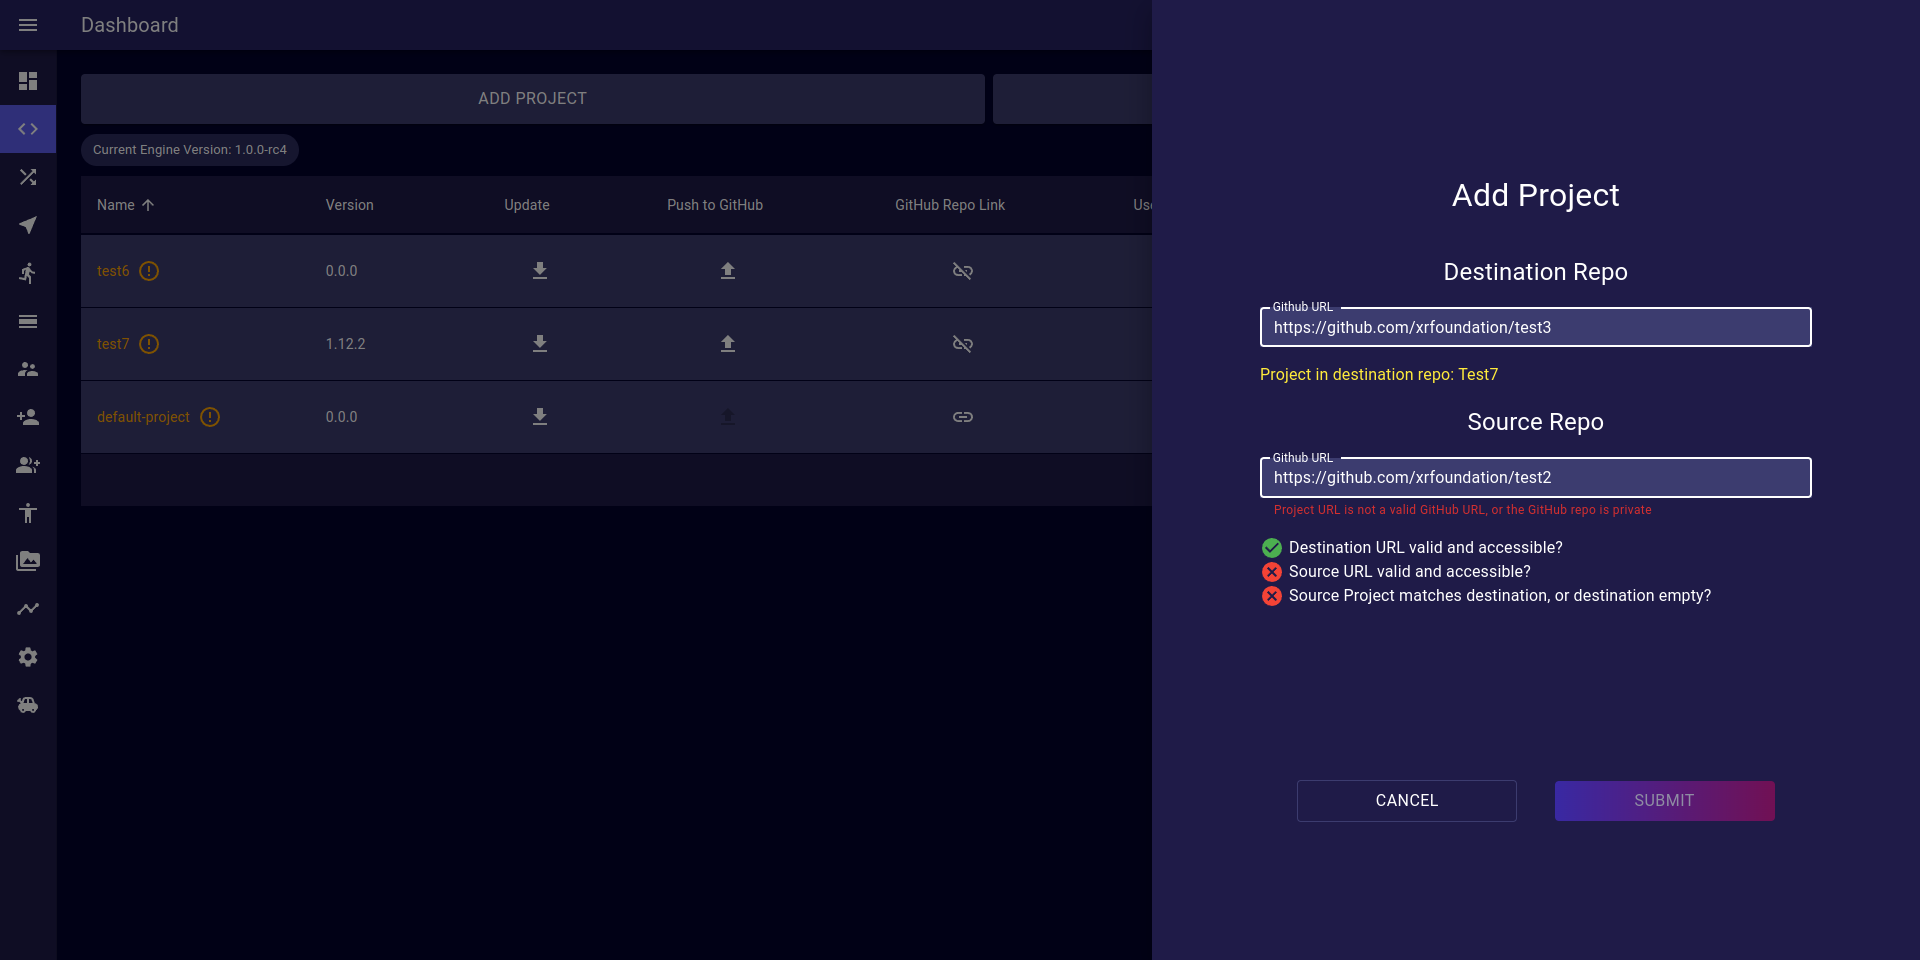 Dashboard
ADD PROJECT
Current Engine Version: 1.0.0-rc4
Name Version Update Push to GitHub GitHub Repo Link
test6 0.0.0
test7 1.12.2
default-project 0.0.0
Add Project
Destination Repo
Github URL
https://github.com/xrfoundation/test3
Project in destination repo: Test7
Source Repo
Github URL
https://github.com/xrfoundation/test2
Project URL is not a valid GitHub URL, or the GitHub repo is private
Destination URL valid and accessible?
Source URL valid and accessible?
Source Project matches destination, or destination empty?
CANCEL
SUBMIT